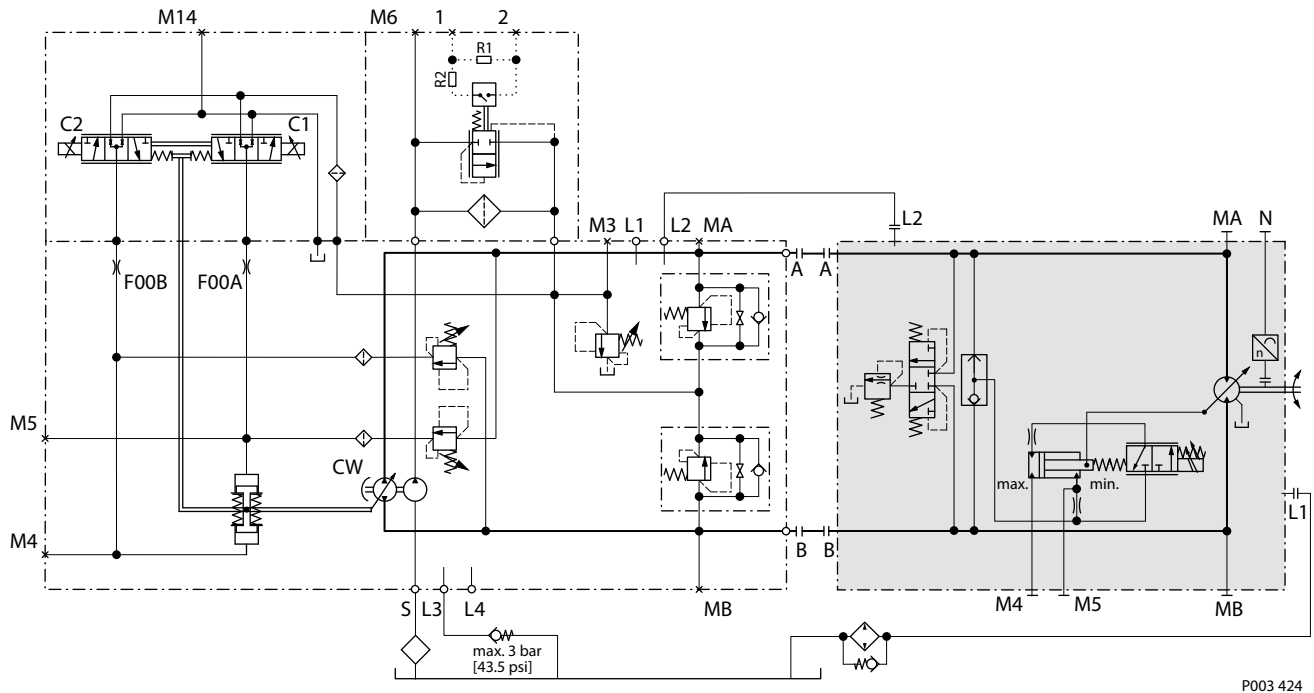 M14
M6
1
2
R1
R2
C2
C1
M3
L1
L2
MA
L2
MA
N
F00B
F00A
A
A
n
M5
CW
max.
min.
L1
M4
B
B
S
L3
L4
MB
M4
M5
MB
max. 3 bar
[43.5 psi]
P003 424